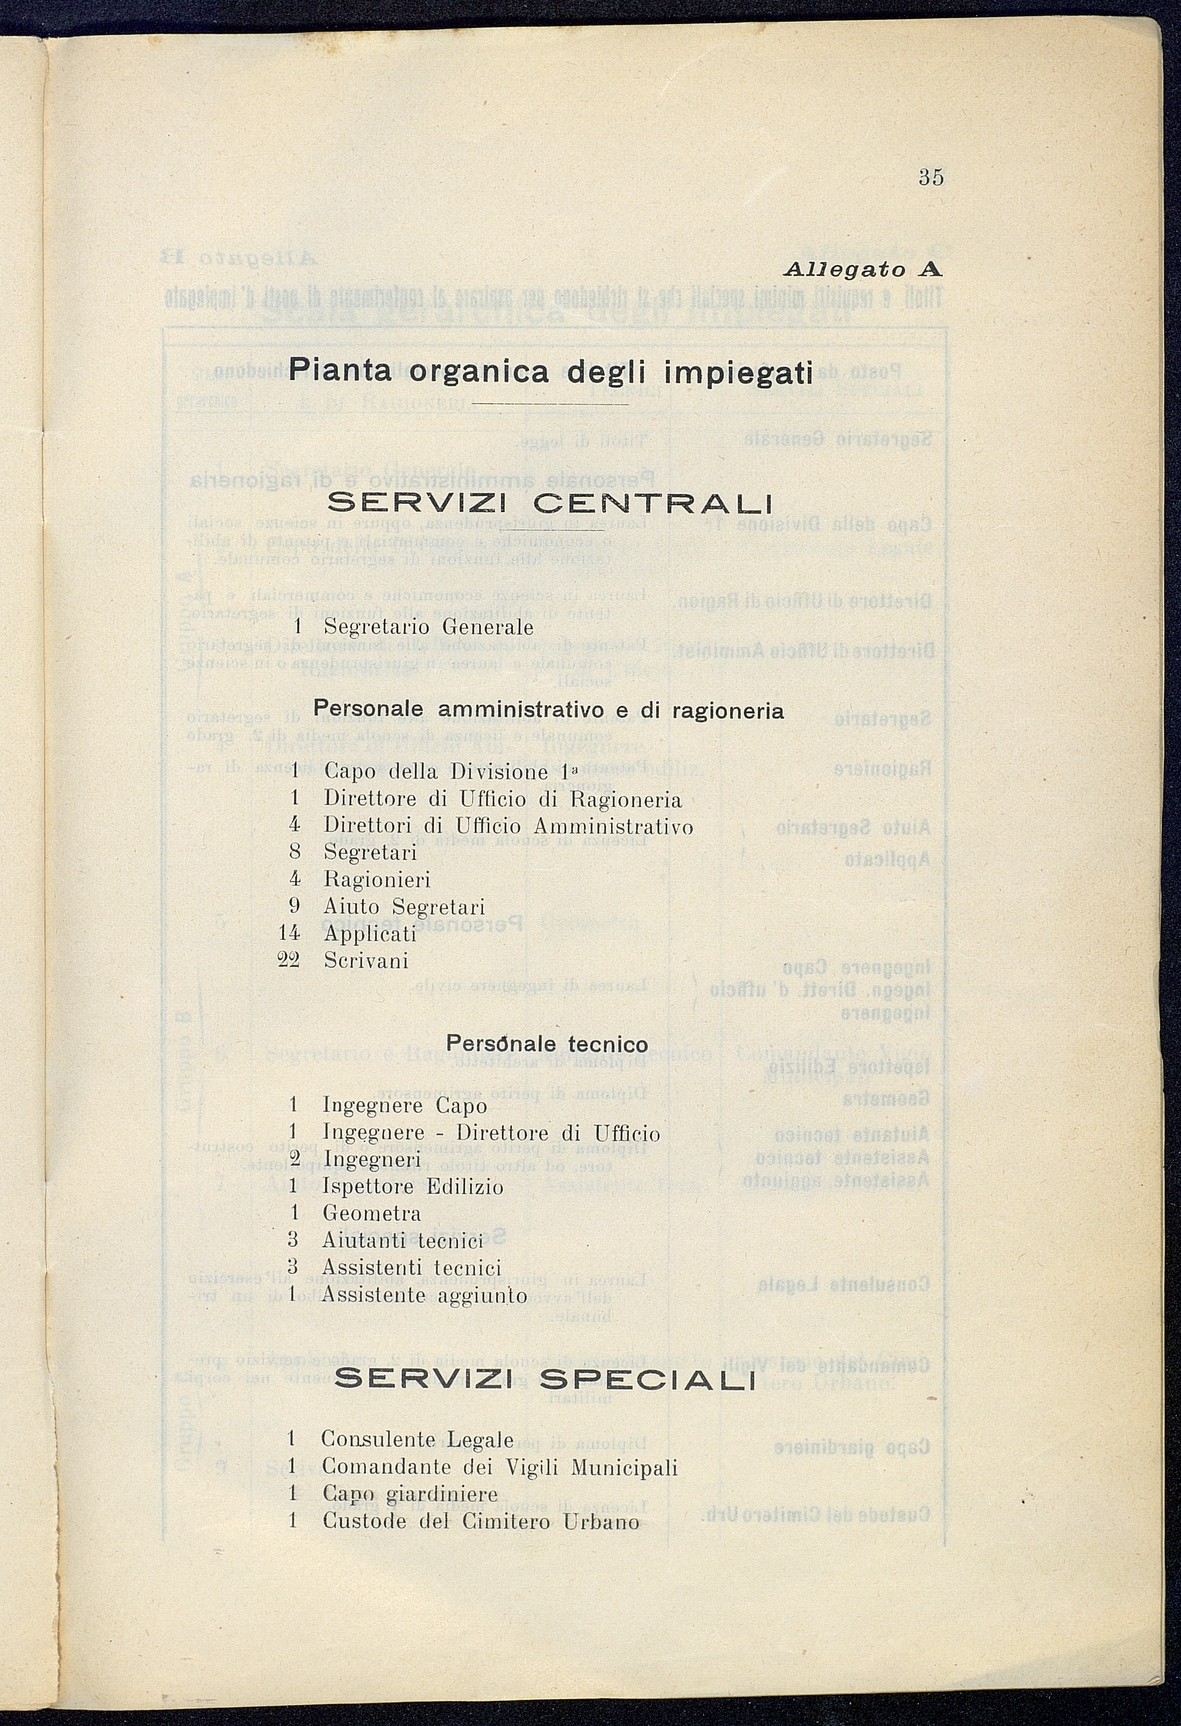 35
Allegato A
Pianta organica degli impiegati
SERVIZI CENTRALI
1 Segretario Generale
Personale amministrativo e di ragioneria
1 Capo della Divisione 1ª
1 Direttore di Ufficio di Ragioneria
4 Direttori di Ufficio Amministrativo
8 Segretari
4 Ragionieri
9 Aiuto Segretari
14 Applicati
22 Scrivani
Personale tecnico
1 Ingegnere Capo
1 Ingegnere - Direttore di Ufficio
2 Ingegneri
1 Ispettore Edilizio
1 Geometra
3 Aiutanti tecnici
3 Assistenti tecnici
1 Assistente aggiunto
SERVIZI SPECIALI
1 Consulente Legale
1 Comandante dei Vigili Municipali
1 Capo giardiniere
1 Custode del Cimitero Urbano